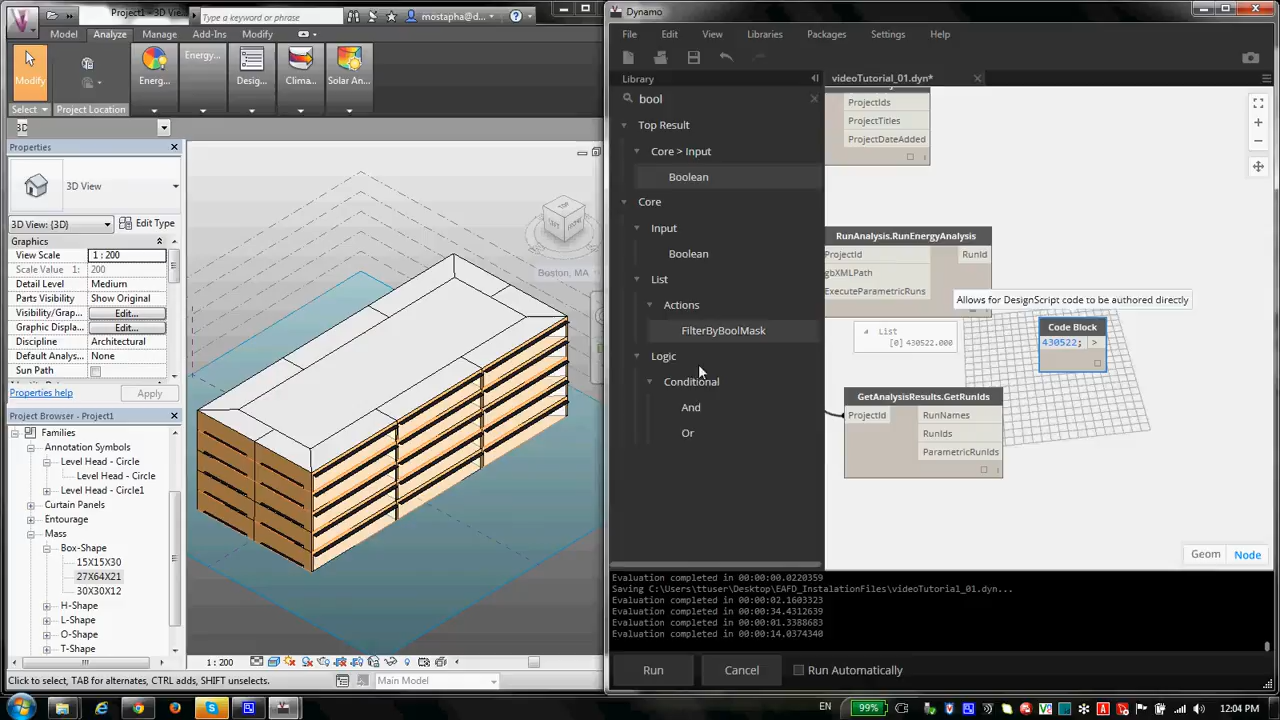 Project1 - 3D Vie...
Type a keyword or phrase
mostapha@d...
Model
Analyze
Manage
Add-Ins
Modify
Modify
Energ...
Energy...
Desig...
Clima...
Solar An...
Select
Project Location
3D
Properties
3D View
3D View: {3D}
Edit Type
Graphics
View Scale
1 : 200
Scale Value 1:
200
Detail Level
Medium
Parts Visibility
Show Original
Visibility/Grap...
Edit...
Graphic Displa...
Edit...
Discipline
Architectural
Default Analys...
None
Sun Path
Properties help
Apply
Project Browser - Project1
Families
Annotation Symbols
Level Head - Circle
Level Head - Circle
Level Head - Circle1
Curtain Panels
Entourage
Mass
Box-Shape
15X15X30
27X64X21
30X30X12
H-Shape
L-Shape
O-Shape
T-Shape
TOP
Boston, MA
1 : 200
Click to select, TAB for alternates, CTRL adds, SHIFT unselects.
Main Model
Dynamo
File
Edit
View
Libraries
Packages
Settings
Help
Library
bool
Top Result
Core > Input
Boolean
Core
Input
Boolean
List
Actions
FilterByBoolMask
Logic
Conditional
And
Or
videoTutorial_01.dyn*
ProjectIds
ProjectTitles
ProjectDateAdded
RunAnalysis.RunEnergyAnalysis
ProjectId
RunId
gbXMLPath
ExecuteParametricRuns
Allows for DesignScript code to be authored directly
List
[0] 430522.000
Code Block
430522;
>
GetAnalysisResults.GetRunIds
ProjectId
RunNames
RunIds
ParametricRunIds
Geom
Node
Evaluation completed in 00:00:00.0220359
Saving C:\Users\ttuser\Desktop\EAFD_InstalationFiles\videoTutorial_01.dyn...
Evaluation completed in 00:00:02.1603323
Evaluation completed in 00:00:34.4312639
Evaluation completed in 00:00:01.3388683
Evaluation completed in 00:00:14.0374340
Run
Cancel
Run Automatically
EN
99%
12:04 PM